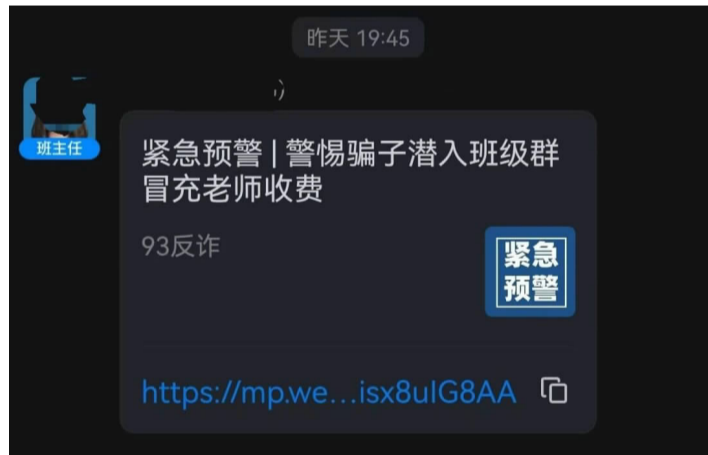 昨天 19:45
班主任
紧急预警 | 警惕骗子潜入班级群
冒充老师收费
93反诈
紧急
预警
https://mp.we...isx8uIG8AA